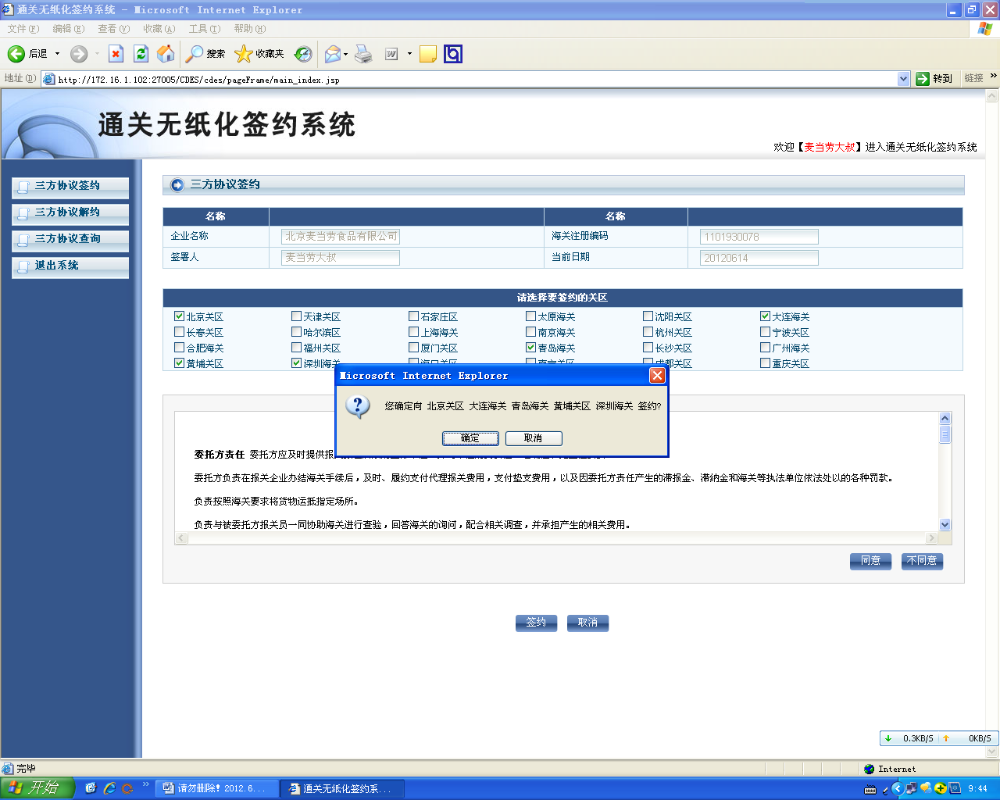 通关无纸化签约系统 - Microsoft Internet Explorer
文件(F) 编辑(E) 查看(V) 收藏(A) 工具(T) 帮助(H)
后退 搜索 收藏夹
地址(D) http://172.16.1.102:27005/CDES/cdes/pageFrame/main_index.jsp 转到 链接 »
通关无纸化签约系统
欢迎【麦当劳大叔】进入通关无纸化签约系统
三方协议签约
三方协议解约
三方协议查询
退出系统
三方协议签约
名称 名称
企业名称 北京麦当劳食品有限公司 海关注册编码 1101930078
签署人 麦当劳大叔 当前日期 20120614
请选择要签约的关区
北京关区 天津关区 石家庄区 太原海关 沈阳关区 大连海关
长春关区 哈尔滨区 上海海关 南京海关 杭州关区 宁波关区
合肥海关 福州关区 厦门关区 青岛海关 长沙关区 广州海关
黄埔关区 深圳海关 海口关区 南宁关区 成都关区 重庆关区
Microsoft Internet Explorer
您确定向 北京关区 大连海关 青岛海关 黄埔关区 深圳海关 签约?
确定 取消
委托方责任 委托方应及时提供报
委托方负责在报关企业办结海关手续后，及时、履约支付代理报关费用，支付垫支费用，以及因委托方责任产生的滞报金、滞纳金和海关等执法单位依法处以的各种罚款。
负责按照海关要求将货物运抵指定场所。
负责与被委托方报关员一同协助海关进行查验，回答海关的询问，配合相关调查，并承担产生的相关费用。
同意 不同意
签约 取消
0.3KB/S 0KB/S
完毕 Internet
开始 » 请勿删除! 2012.6... 通关无纸化签约系... 9:44